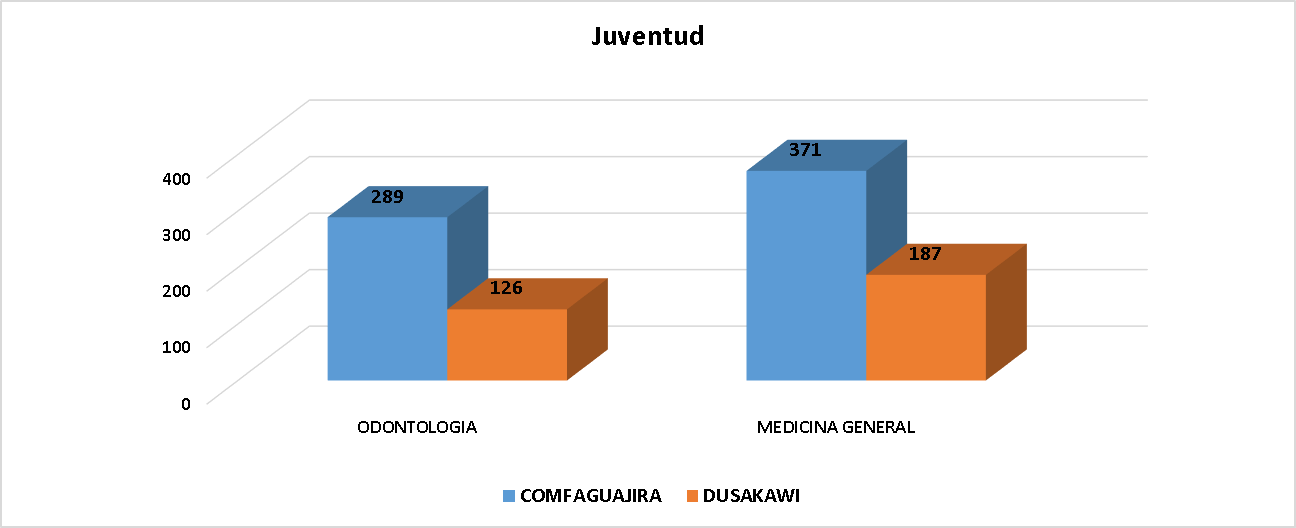 Juventud
400
300
200
100
0
289
126
371
187
ODONTOLOGIA
MEDICINA GENERAL
COMFAGUAJIRA
DUSAKAWI